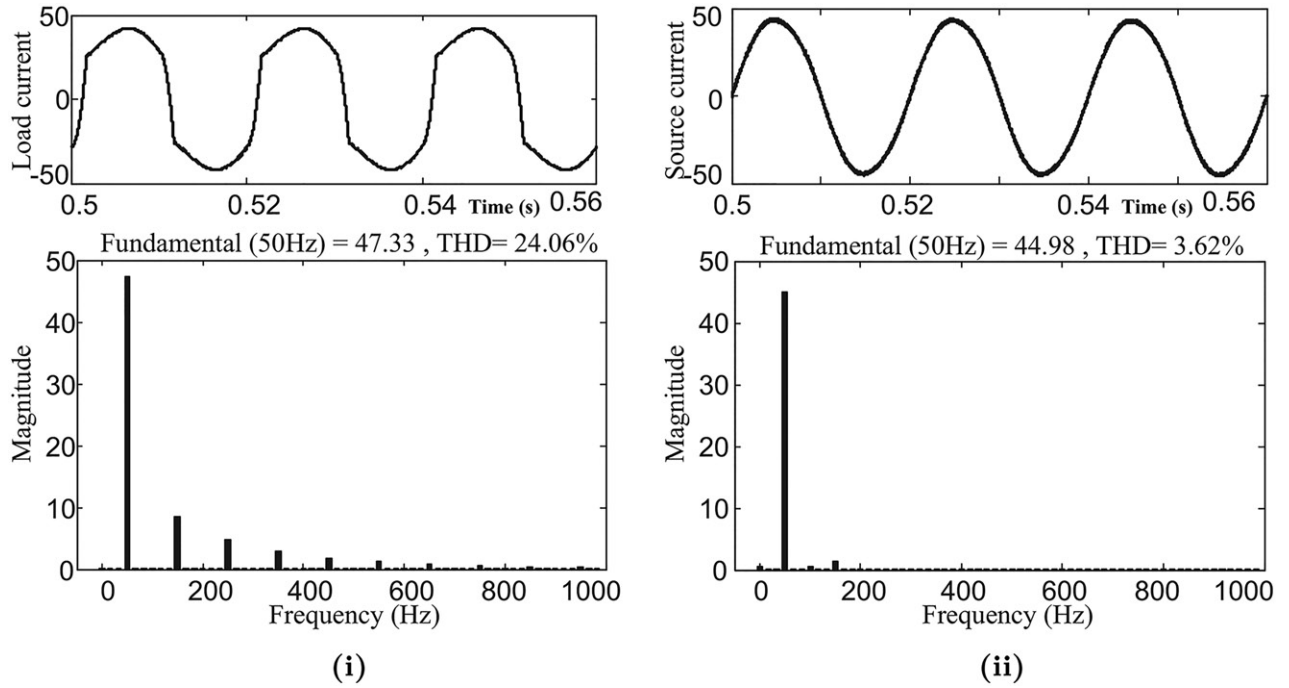 50
0
-50
Load current
0.5 0.52 0.54 Time (s) 0.56
Fundamental (50Hz) = 47.33 , THD= 24.06%
50
40
30
20
10
0
Magnitude
0 200 400 600 800 1000
Frequency (Hz)
(i)
50
0
-50
Source current
0.5 0.52 0.54 Time (s) 0.56
Fundamental (50Hz) = 44.98 , THD= 3.62%
50
40
30
20
10
0
Magnitude
0 200 400 600 800 1000
Frequency (Hz)
(ii)